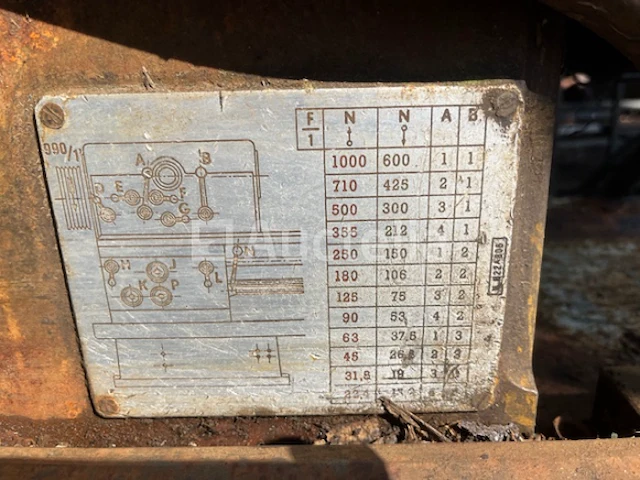 990/1
F N N A B
1
1000 600 1 1
710 425 2 1
500 300 3 1
355 212 4 1
250 150 1 2
180 106 2 2
125 75 3 2
90 53 4 2
63 37,5 1 3
45 26,5 2 3
31,8 19 3
A B
D E F
G
N
H J L
K P